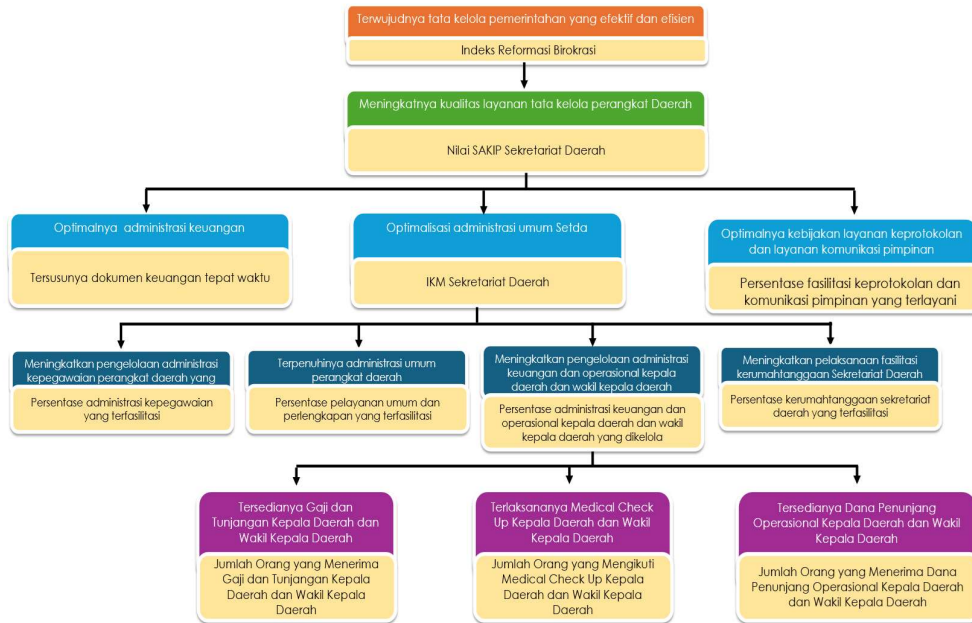 Terwujudnya tata kelola pemerintahan yang efektif dan efisien
Indeks Reformasi Birokrasi
Meningkatnya kualitas layanan tata kelola perangkat Daerah
Nilai SAKIP Sekretariat Daerah
Optimalnya administrasi keuangan
Tersusunya dokumen keuangan tepat waktu
Optimalisasi administrasi umum Setda
IKM Sekretariat Daerah
Optimalnya kebijakan layanan keprotokolan
dan layanan komunikasi pimpinan
Persentase fasilitasi keprotokolan dan
komunikasi pimpinan yang terlayani
Meningkatkan pengelolaan administrasi
kepegawaian perangkat daerah yang
Persentase administrasi kepegawaian
yang terfasilitasi
Terpenuhinya administrasi umum
perangkat daerah
Persentase pelayanan umum dan
perlengkapan yang terfasilitasi
Meningkatkan pengelolaan administrasi
keuangan dan operasional kepala
daerah dan wakil kepala daerah
Persentase administrasi keuangan dan
operasional kepala daerah dan wakil
kepala daerah yang dikelola
Meningkatkan pelaksanaan fasilitasi
kerumahtanggaan Sekretariat Daerah
Persentase kerumahtanggaan sekretariat
daerah yang terfasilitasi
Tersedianya Gaji dan
Tunjangan Kepala Daerah dan
Wakil Kepala Daerah
Jumlah Orang yang Menerima
Gaji dan Tunjangan Kepala
Daerah dan Wakil Kepala
Daerah
Terlaksananya Medical Check
Up Kepala Daerah dan Wakil
Kepala Daerah
Jumlah Orang yang Mengikuti
Medical Check Up Kepala
Daerah dan Wakil Kepala
Daerah
Tersedianya Dana Penunjang
Operasional Kepala Daerah dan Wakil
Kepala Daerah
Jumlah Orang yang Menerima Dana
Penunjang Operasional Kepala Daerah
dan Wakil Kepala Daerah